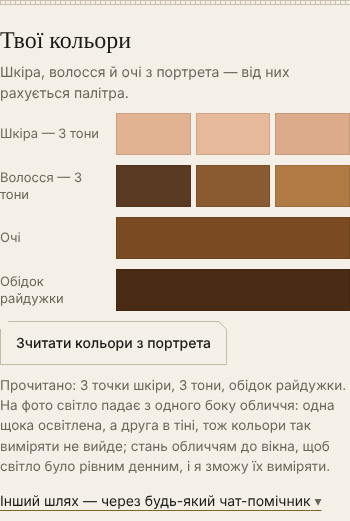 Твої кольори
Шкіра, волосся й очі з портрета — від них
рахується палітра.
Шкіра — 3 тони
Волосся — 3
тони
Очі
Обідок
райдужки
Зчитати кольори з портрета
Прочитано: 3 точки шкіри, 3 тони, обідок райдужки.
На фото світло падає з одного боку обличчя: одна
щока освітлена, а друга в тіні, тож кольори так
виміряти не вийде; стань обличчям до вікна, щоб
світло було рівним денним, і я зможу їх виміряти.
Інший шлях — через будь-який чат-помічник ▾